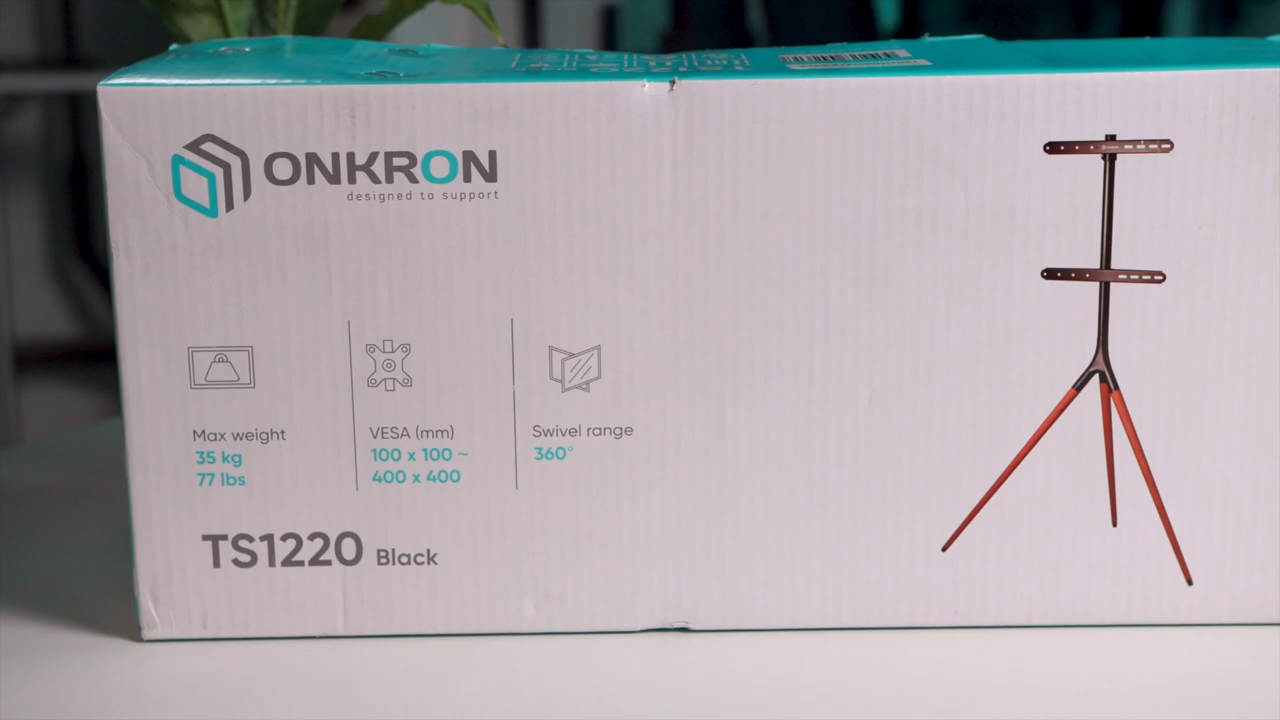 ONKRON
designed to support
Max weight
35 kg
77 lbs
VESA (mm)
100 x 100 ~
400 x 400
Swivel range
360°
TS1220 Black